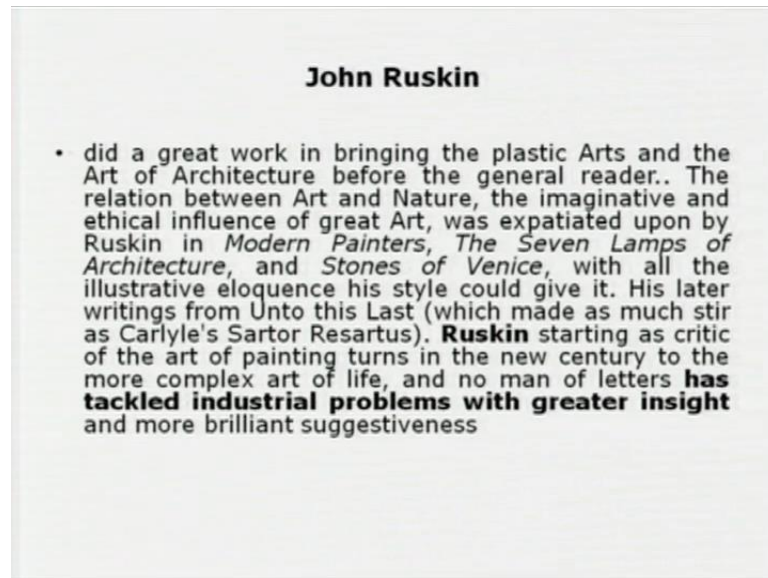 John Ruskin
• did a great work in bringing the plastic Arts and the
Art of Architecture before the general reader.. The
relation between Art and Nature, the imaginative and
ethical influence of great Art, was expatiated upon by
Ruskin in Modern Painters, The Seven Lamps of
Architecture, and Stones of Venice, with all the
illustrative eloquence his style could give it. His later
writings from Unto this Last (which made as much stir
as Carlyle's Sartor Resartus). Ruskin starting as critic
of the art of painting turns in the new century to the
more complex art of life, and no man of letters has
tackled industrial problems with greater insight
and more brilliant suggestiveness